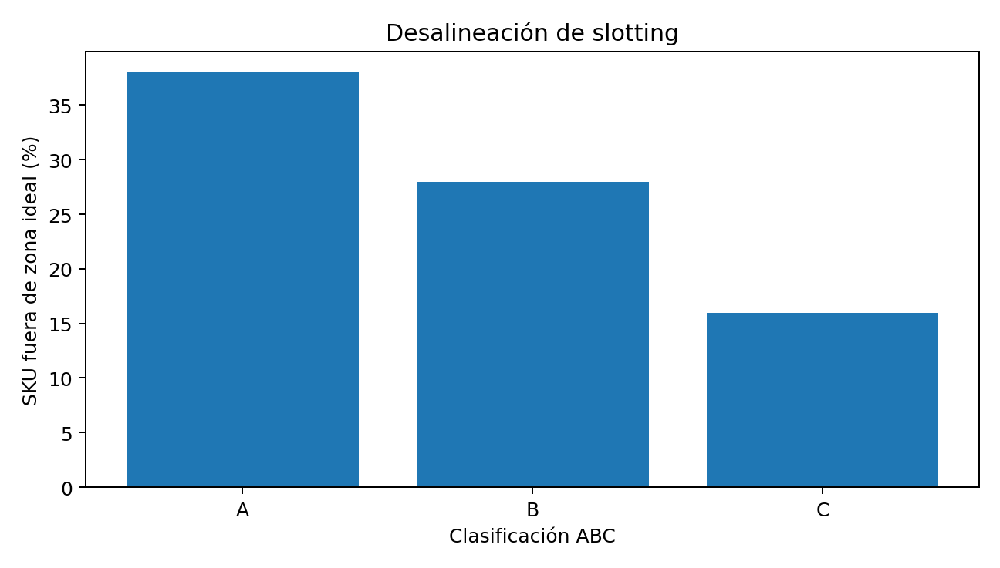 Desalineación de slotting
SKU fuera de zona ideal (%)
35
30
25
20
15
10
5
0
A
B
C
Clasificación ABC